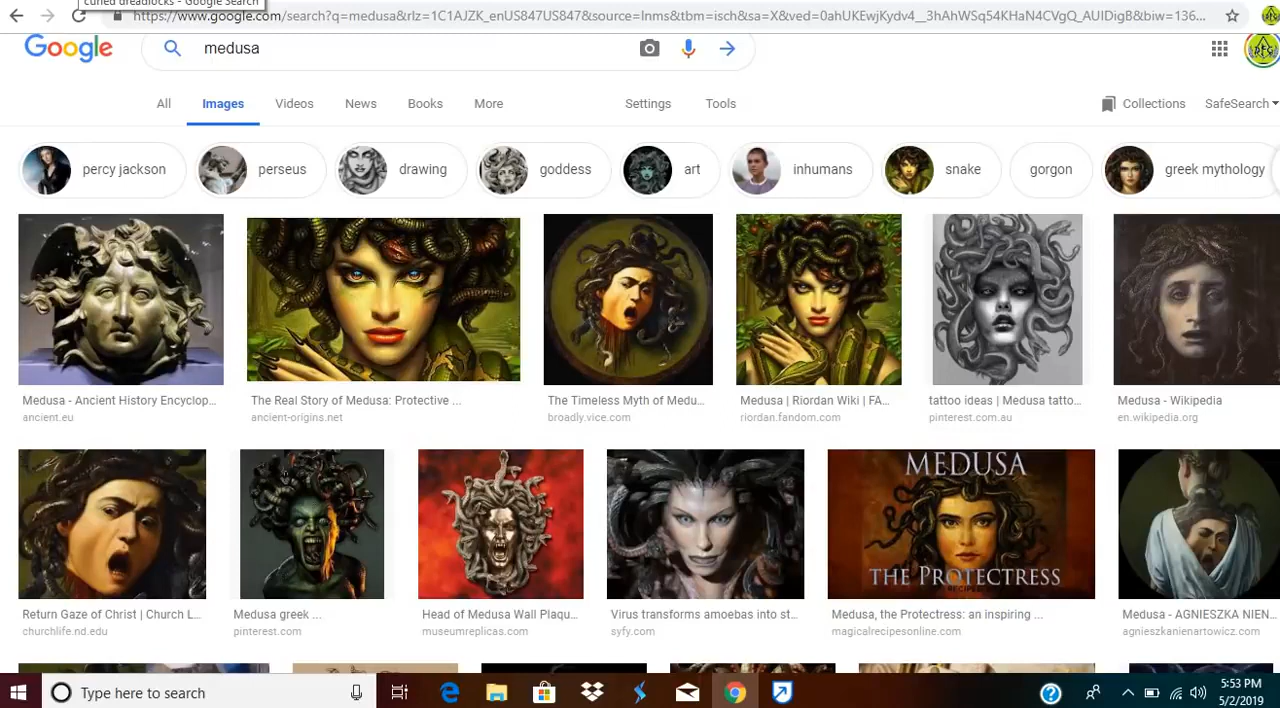 curled dreadlocks - Google Search
https://www.google.com/search?q=medusa&rlz=1C1AJZK_enUS847US847&source=lnms&tbm=isch&sa=X&ved=0ahUKEwjKydv4__3hAhWSq54KHaN4CVgQ_AUIDigB&biw=136...
Google medusa
All Images Videos News Books More Settings Tools Collections SafeSearch
percy jackson perseus drawing goddess art inhumans snake gorgon greek mythology
Medusa - Ancient History Encyclop... The Real Story of Medusa: Protective ... The Timeless Myth of Medu... Medusa | Riordan Wiki | FA... tattoo ideas | Medusa tatto... Medusa - Wikipedia
ancient.eu ancient-origins.net broadly.vice.com riordan.fandom.com pinterest.com.au en.wikipedia.org
MEDUSA
THE PROTECTRESS
Return Gaze of Christ | Church L... Medusa greek ... Head of Medusa Wall Plaqu... Virus transforms amoebas into st... Medusa, the Protectress: an inspiring ... Medusa - AGNIESZKA NIEN...
churchlife.nd.edu pinterest.com museumreplicas.com syfy.com magicalrecipesonline.com agnieszkanienartowicz.com
Type here to search
5:53 PM
5/2/2019